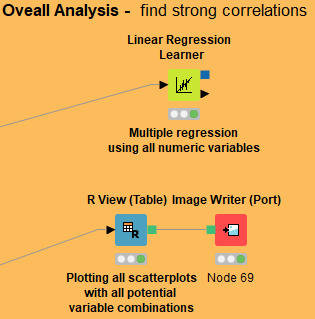 Oveall Analysis - find strong correlations
Linear Regression
Learner
Multiple regression
using all numeric variables
R View (Table) Image Writer (Port)
R
Plotting all scatterplots
with all potential
variable combinations
Node 69